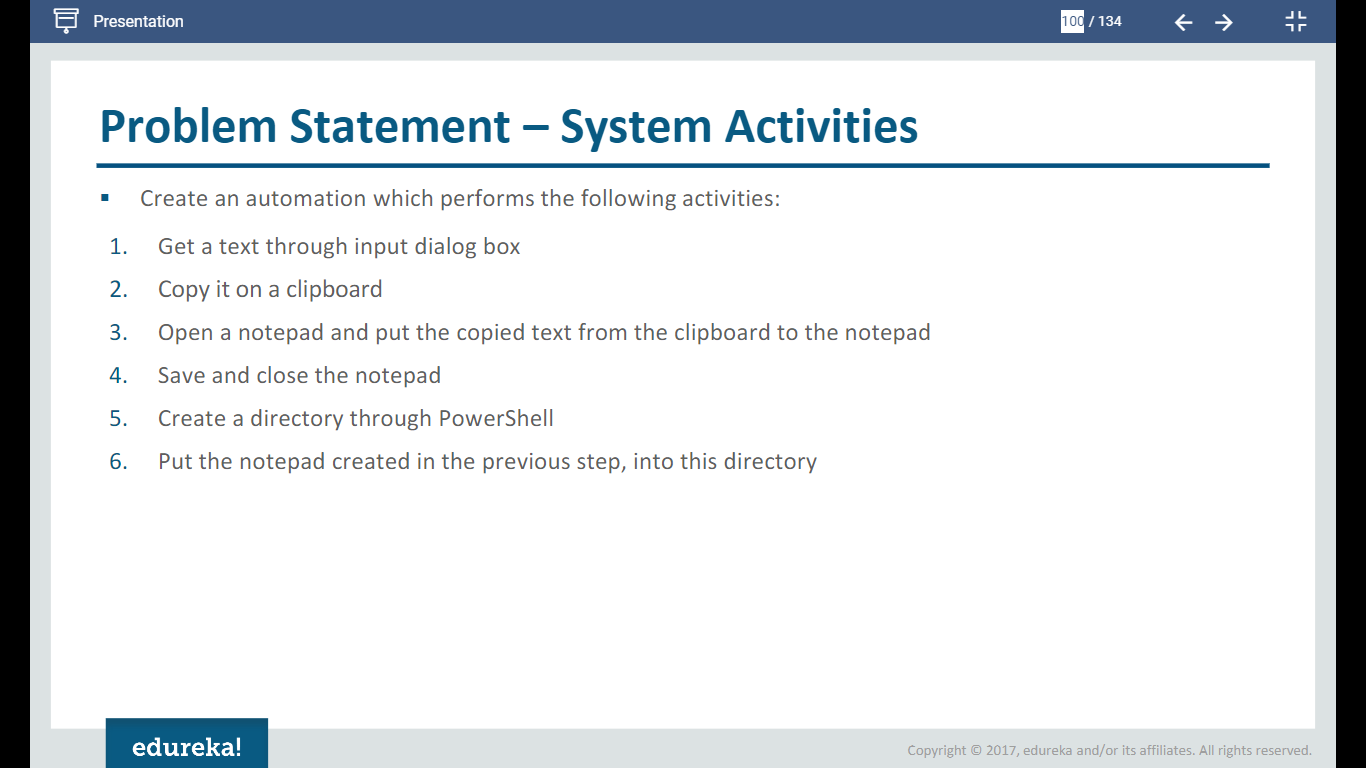 Presentation
100 / 134
Problem Statement – System Activities
▪ Create an automation which performs the following activities:
1. Get a text through input dialog box
2. Copy it on a clipboard
3. Open a notepad and put the copied text from the clipboard to the notepad
4. Save and close the notepad
5. Create a directory through PowerShell
6. Put the notepad created in the previous step, into this directory
edureka!
Copyright © 2017, edureka and/or its affiliates. All rights reserved.